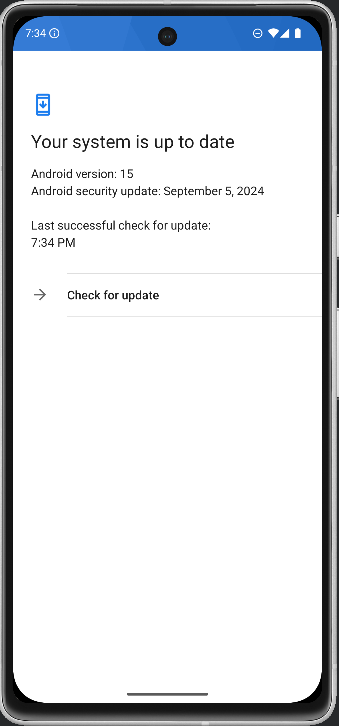 7:34
Your system is up to date
Android version: 15
Android security update: September 5, 2024
Last successful check for update:
7:34 PM
Check for update